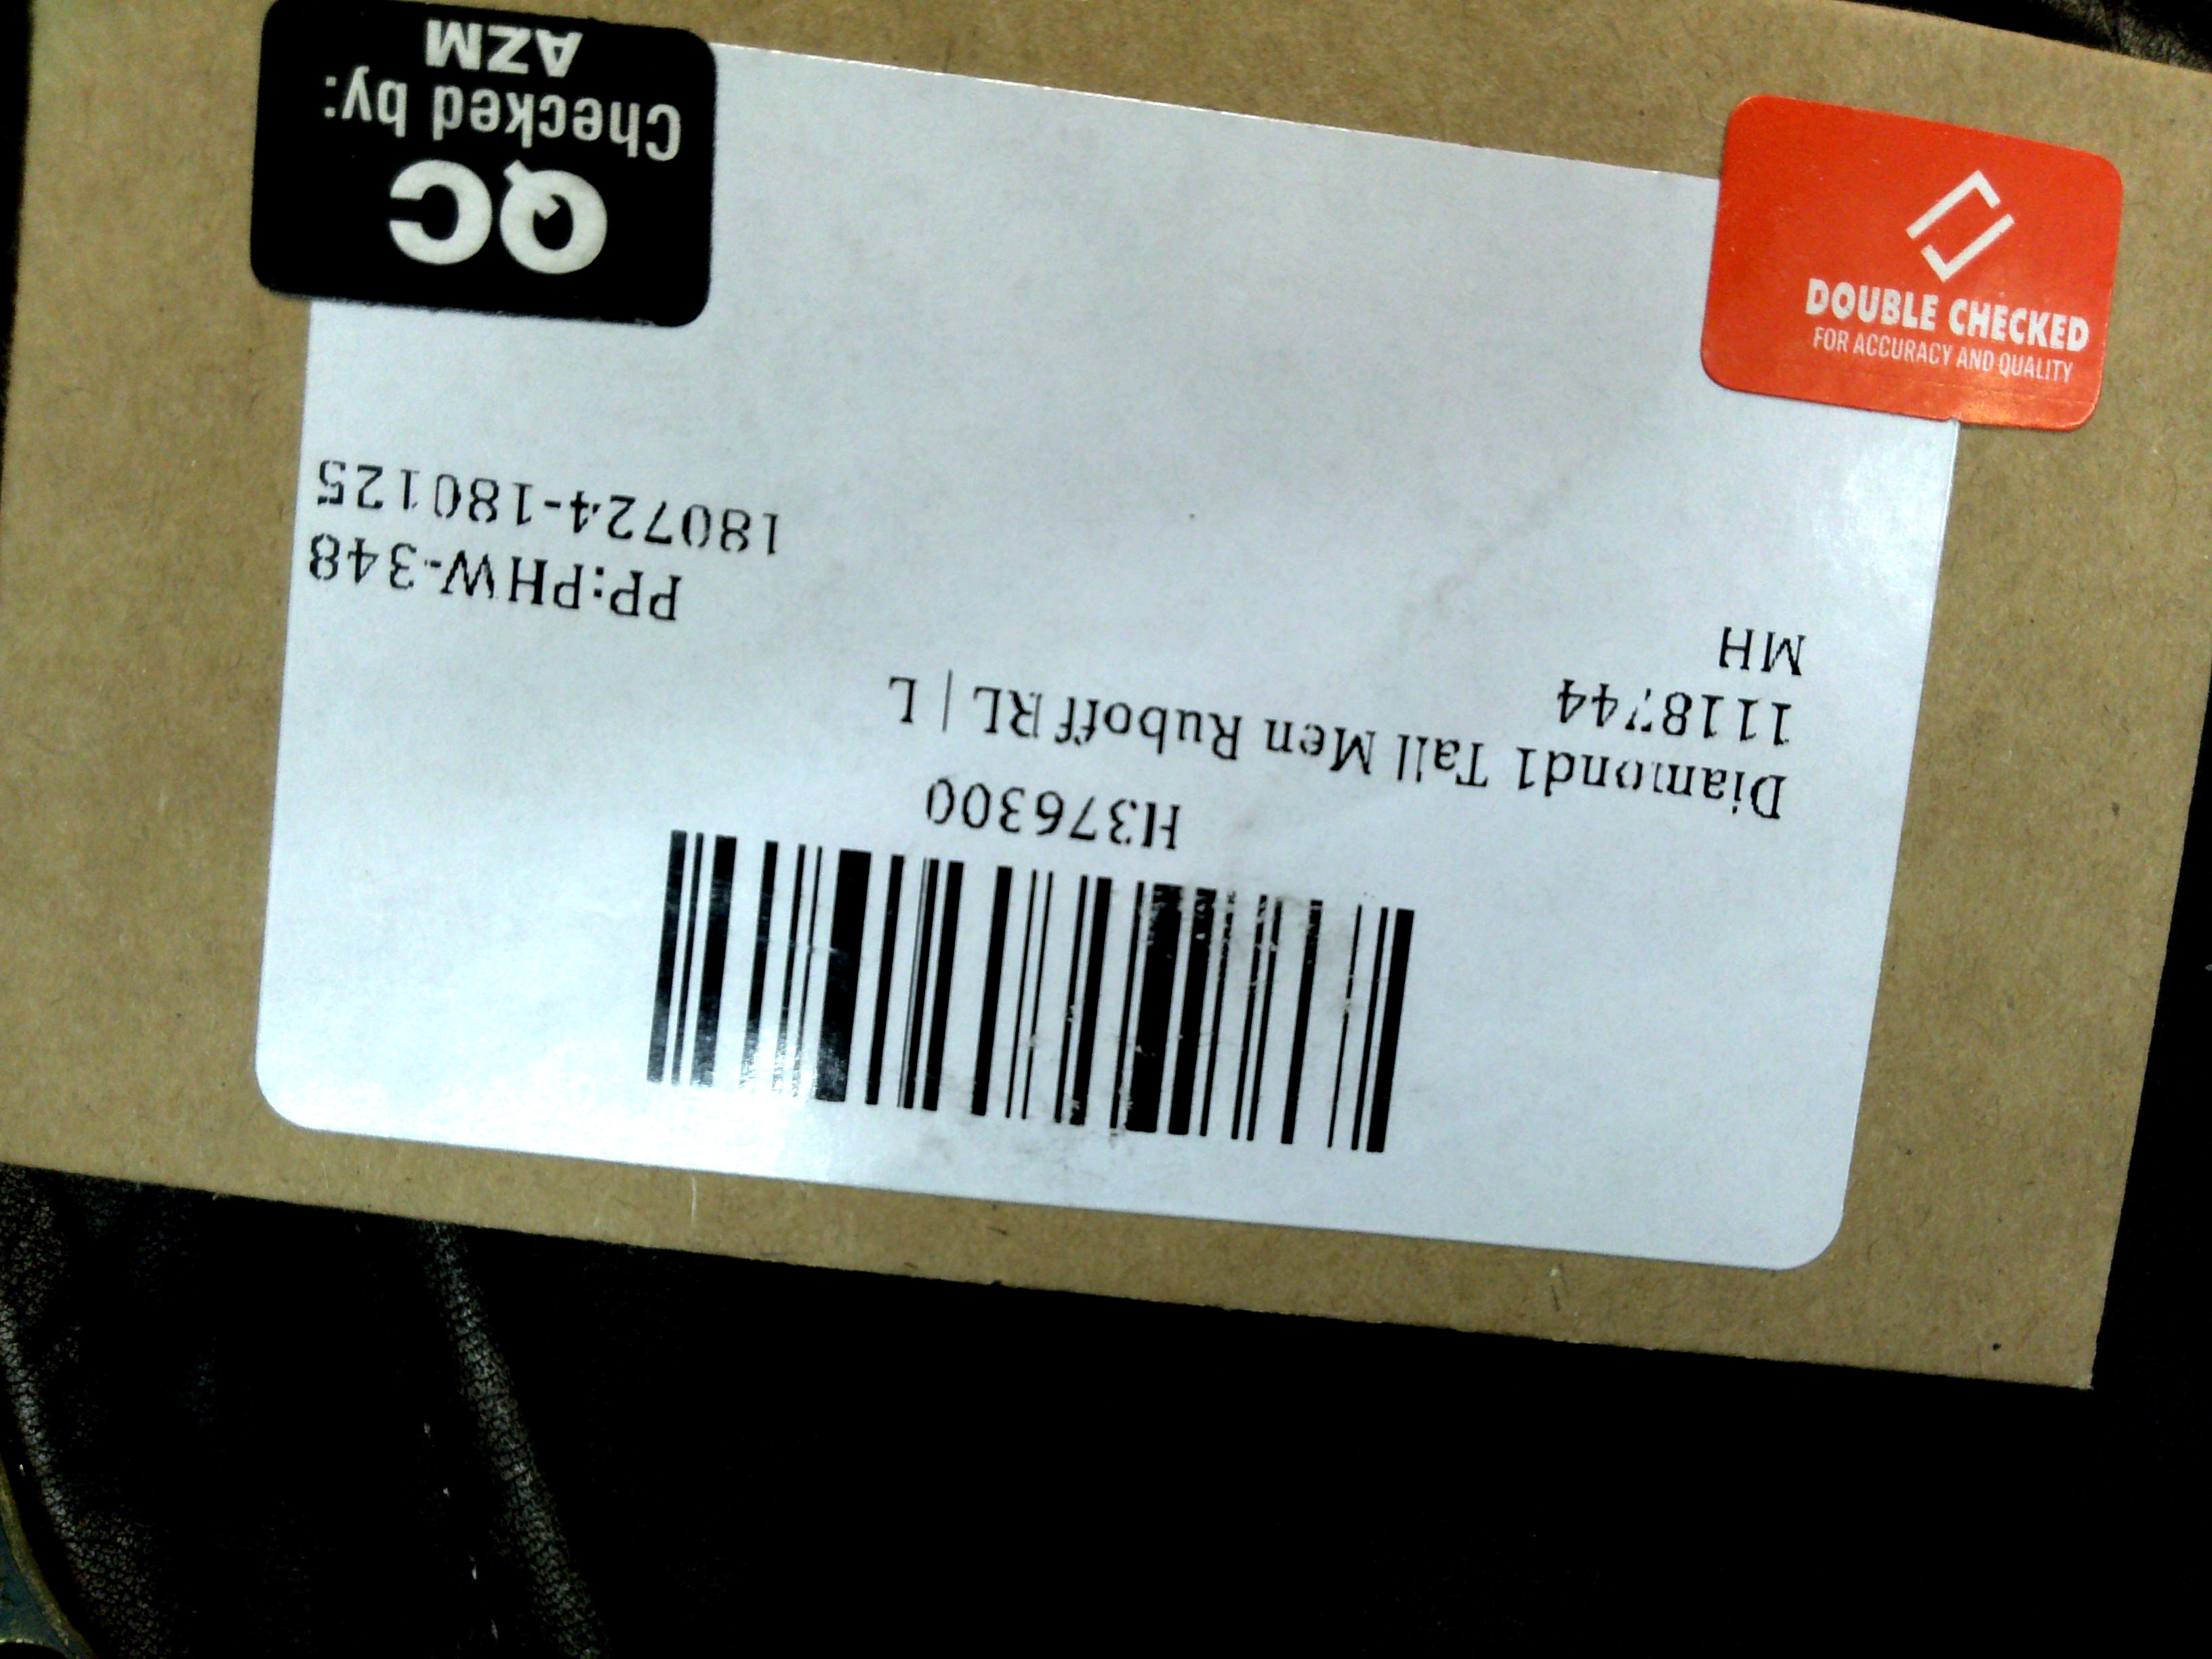 H376300
Diamond1 Tall Men Ruboff RL | L
1118744
MH
PP:PHW-348
180724-180125
QC
Checked by:
AZM
DOUBLE CHECKED
FOR ACCURACY AND QUALITY